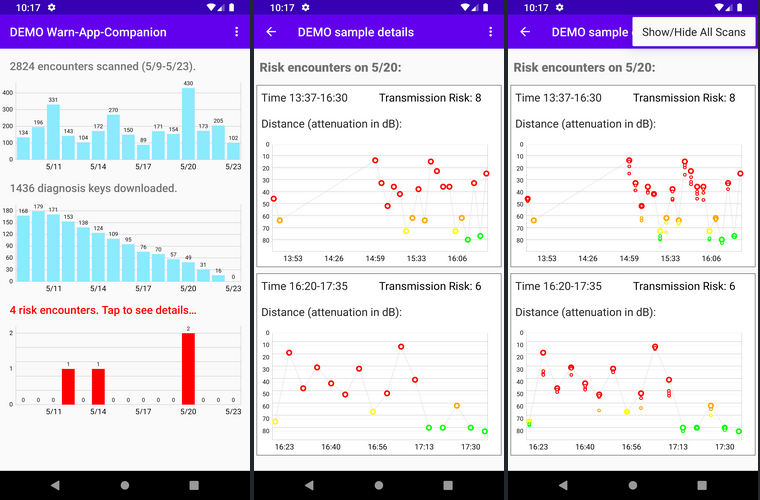 10:17
DEMO Warn-App-Companion
2824 encounters scanned (5/9-5/23).
400
300
200
100
0
134 196 331 143 104 172 270 150 89 171 154 430 173 205 102
5/11 5/14 5/17 5/20 5/23
1436 diagnosis keys downloaded.
180
150
120
90
60
30
0
168 179 171 153 138 124 109 95 76 70 57 49 31 16 0
5/11 5/14 5/17 5/20 5/23
4 risk encounters. Tap to see details…
2
1
0
0 0 0 1 0 1 0 0 0 0 0 2 0 0 0
5/11 5/14 5/17 5/20 5/23
10:17
DEMO sample details
Risk encounters on 5/20:
Time 13:37-16:30 Transmission Risk: 8
Distance (attenuation in dB):
0
10
20
30
40
50
60
70
80
13:53 14:26 14:59 15:33 16:06
Time 16:20-17:35 Transmission Risk: 6
Distance (attenuation in dB):
0
10
20
30
40
50
60
70
80
16:23 16:40 16:56 17:13 17:30
10:17
DEMO sample
Show/Hide All Scans
Risk encounters on 5/20:
Time 13:37-16:30 Transmission Risk: 8
Distance (attenuation in dB):
0
10
20
30
40
50
60
70
80
13:53 14:26 14:59 15:33 16:06
Time 16:20-17:35 Transmission Risk: 6
Distance (attenuation in dB):
0
10
20
30
40
50
60
70
80
16:23 16:40 16:56 17:13 17:30